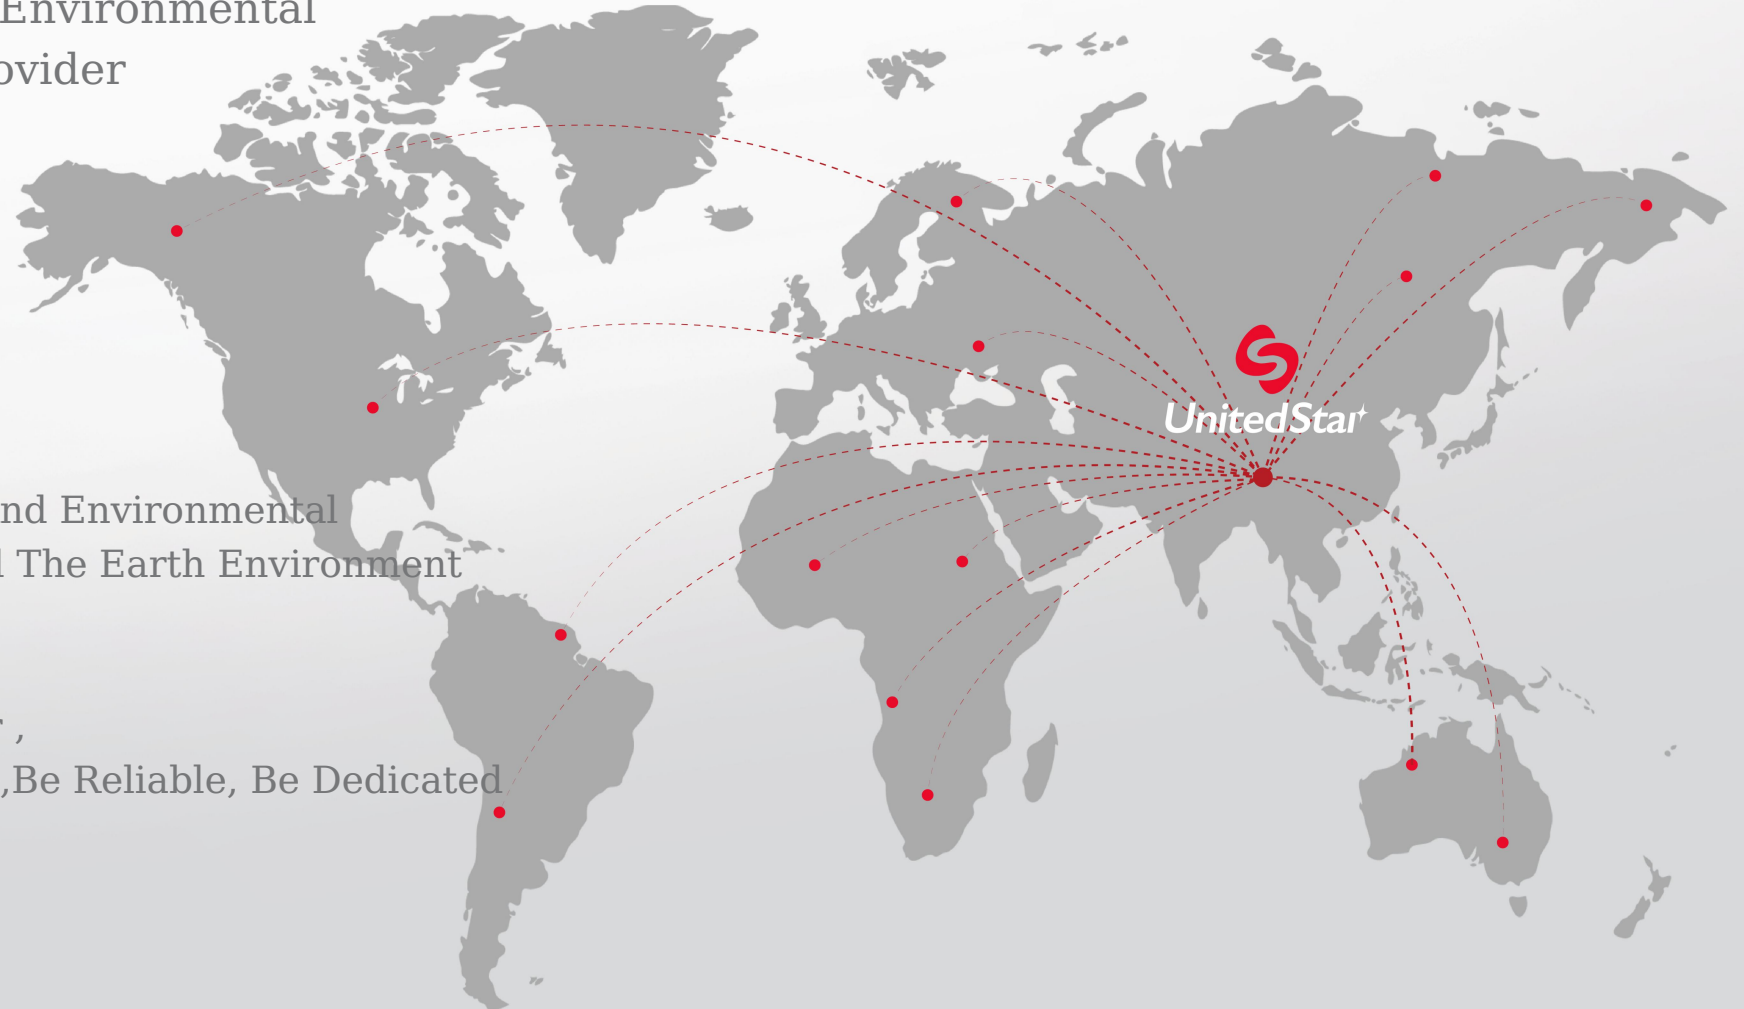 Environmental
ovider
UnitedStar
nd Environmental
l The Earth Environment
r ,
,Be Reliable, Be Dedicated